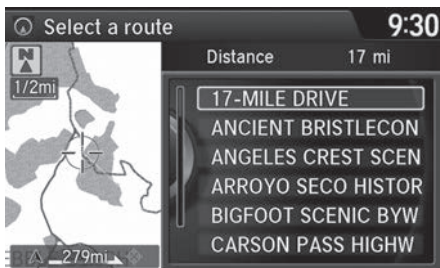 Select a route
9:30
N
1/2mi
Distance 17 mi
17-MILE DRIVE
ANCIENT BRISTLECON
ANGELES CREST SCEN
ARROYO SECO HISTOR
BIGFOOT SCENIC BYW
CARSON PASS HIGHW
279mi